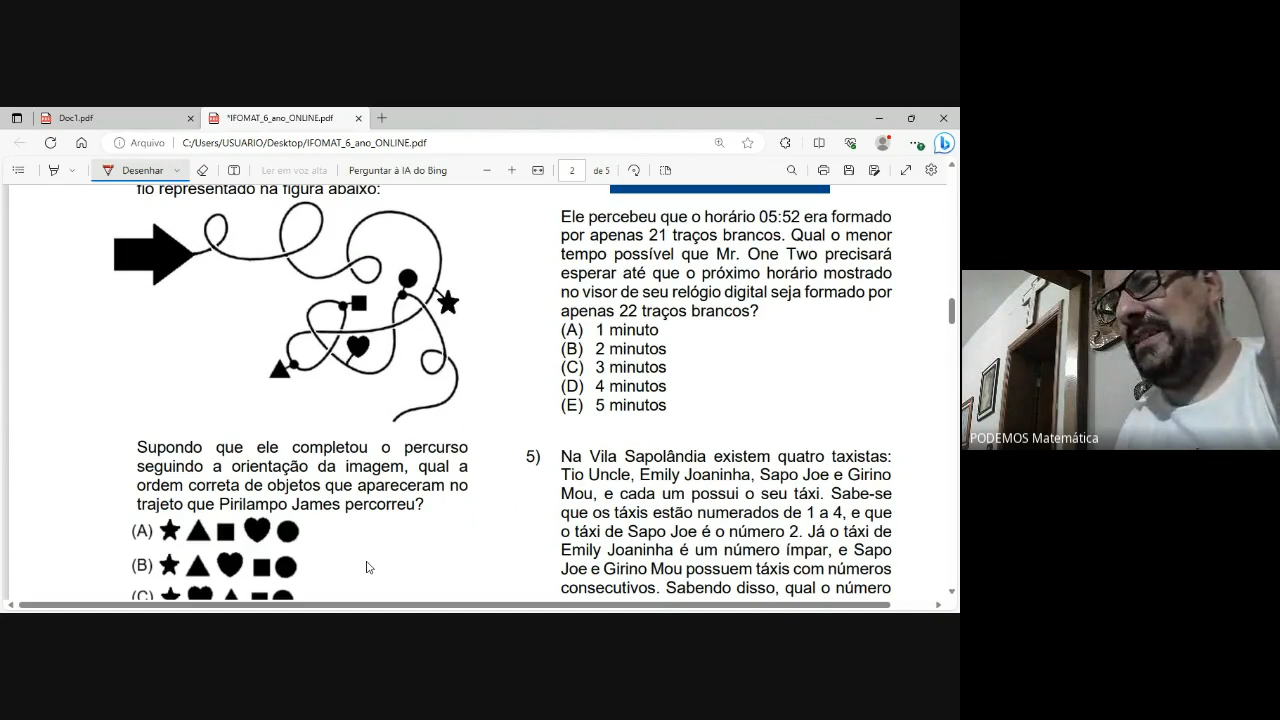 Doc1.pdf
*IFOMAT_6_ano_ONLINE.pdf
Arquivo
C:/Users/USUARIO/Desktop/IFOMAT_6_ano_ONLINE.pdf
Desenhar
Ler em voz alta
Perguntar à IA do Bing
2
de 5
fio representado na figura abaixo:
Supondo que ele completou o percurso
seguindo a orientação da imagem, qual a
ordem correta de objetos que apareceram no
trajeto que Pirilampo James percorreu?
(A)
(B)
(C)
Ele percebeu que o horário 05:52 era formado
por apenas 21 traços brancos. Qual o menor
tempo possível que Mr. One Two precisará
esperar até que o próximo horário mostrado
no visor de seu relógio digital seja formado por
apenas 22 traços brancos?
(A) 1 minuto
(B) 2 minutos
(C) 3 minutos
(D) 4 minutos
(E) 5 minutos
5) Na Vila Sapolândia existem quatro taxistas:
Tio Uncle, Emily Joaninha, Sapo Joe e Girino
Mou, e cada um possui o seu táxi. Sabe-se
que os táxis estão numerados de 1 a 4, e que
o táxi de Sapo Joe é o número 2. Já o táxi de
Emily Joaninha é um número ímpar, e Sapo
Joe e Girino Mou possuem táxis com números
consecutivos. Sabendo disso, qual o número
PODEMOS Matemática